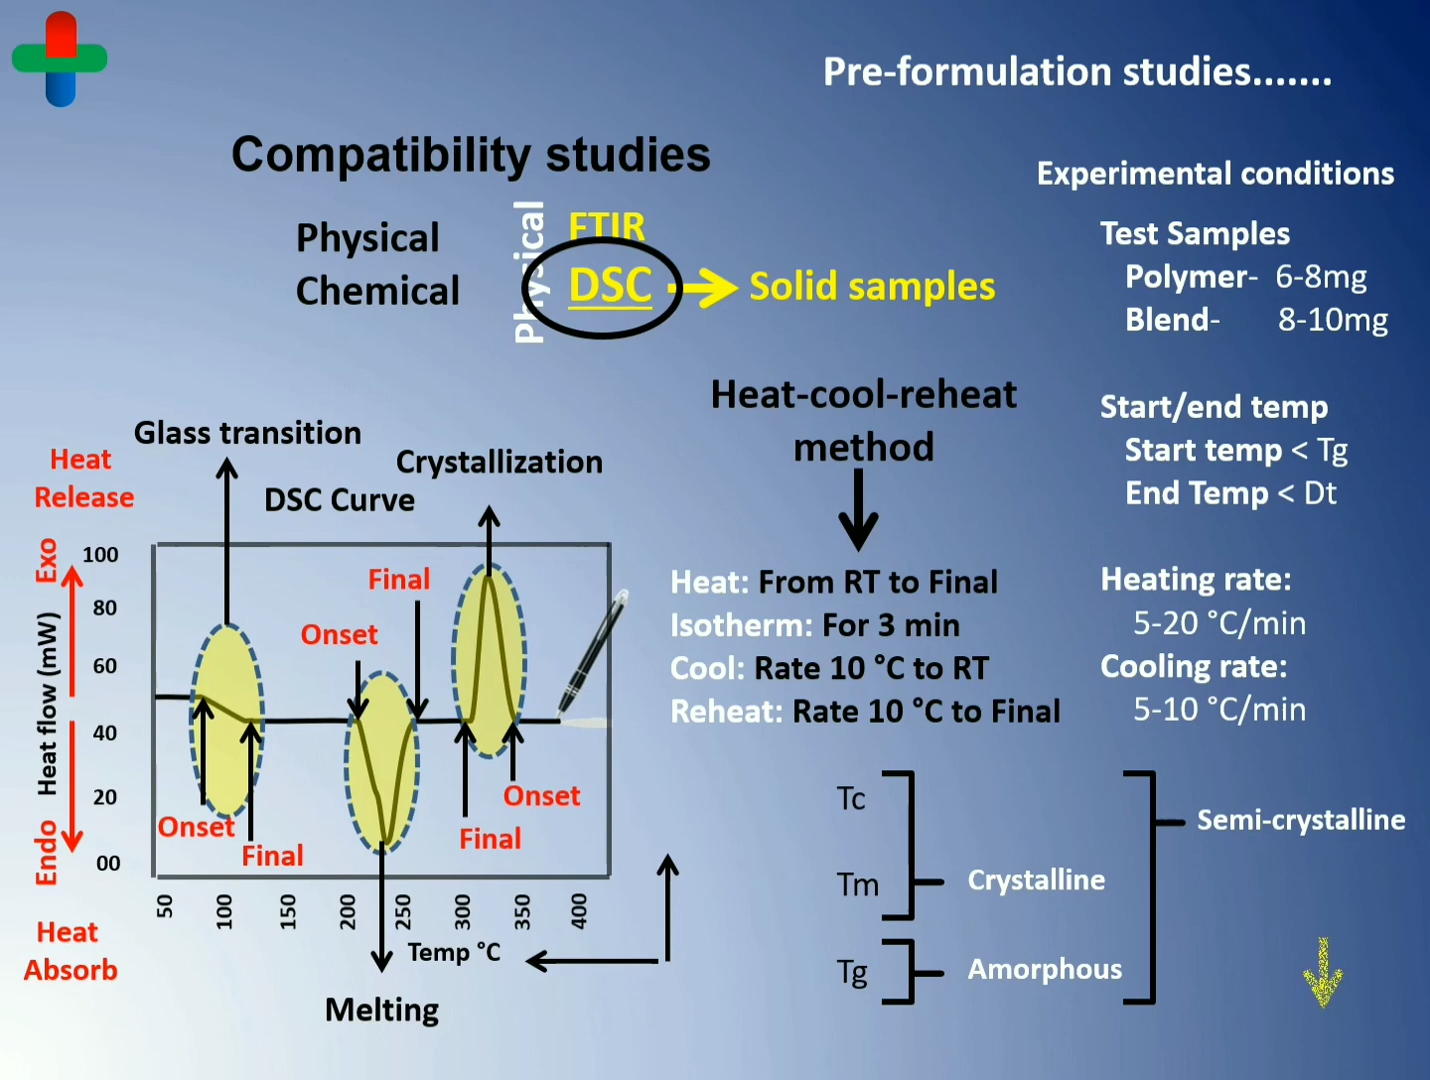 Pre-formulation studies.......
Compatibility studies
Physical
Chemical
Physical
FTIR
DSC
Solid samples
Experimental conditions
Test Samples
Polymer- 6-8mg
Blend- 8-10mg
Start/end temp
Start temp < Tg
End Temp < Dt
Heating rate:
5-20 °C/min
Cooling rate:
5-10 °C/min
Heat-cool-reheat
method
Heat: From RT to Final
Isotherm: For 3 min
Cool: Rate 10 °C to RT
Reheat: Rate 10 °C to Final
Glass transition
Crystallization
DSC Curve
Heat
Release
Exo
Heat flow (mW)
Endo
Heat
Absorb
100
80
60
40
20
00
Final
Onset
Onset
Final
Onset
Final
50
100
150
200
250
300
350
400
Temp °C
Melting
Tc
Tm
Tg
Crystalline
Amorphous
Semi-crystalline